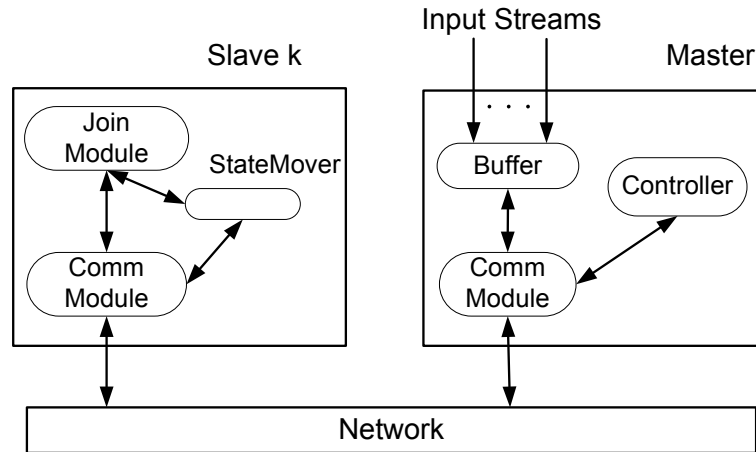 Input Streams
Slave k
Master
. . .
Join
Module
StateMover
Buffer
Controller
Comm
Module
Comm
Module
Network